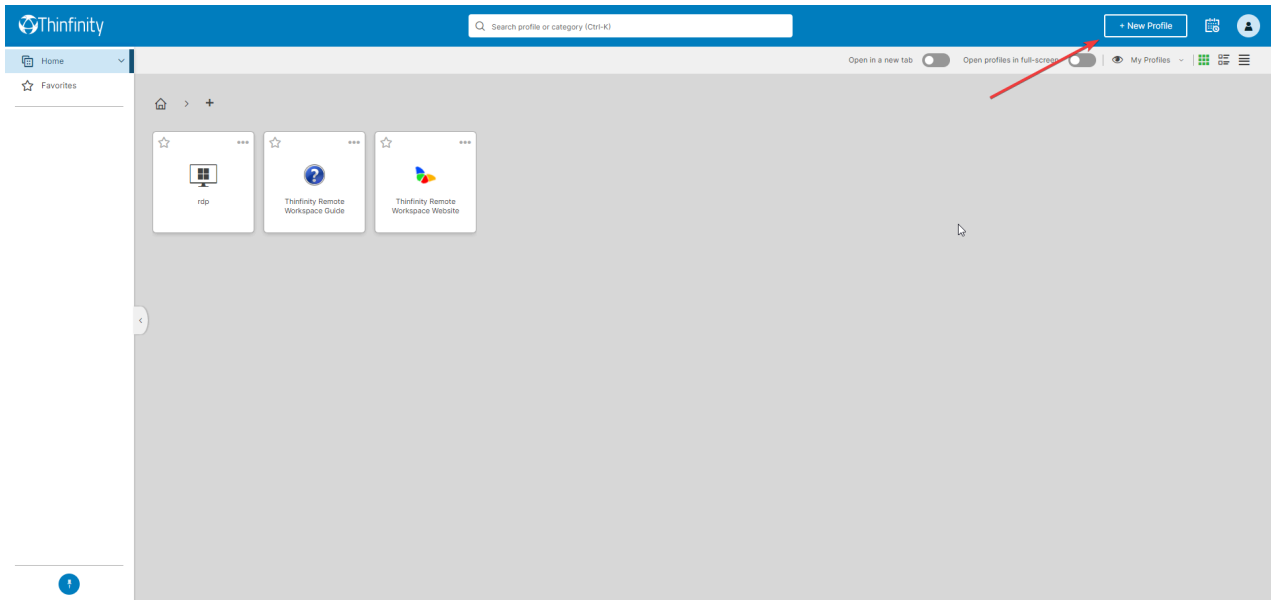 Thinfinity
Search profile or category (Ctrl-K)
+ New Profile
Home
Open in a new tab
Open profiles in full-screen
My Profiles
Favorites
rdp
Thinfinity Remote
Workspace Guide
Thinfinity Remote
Workspace Website